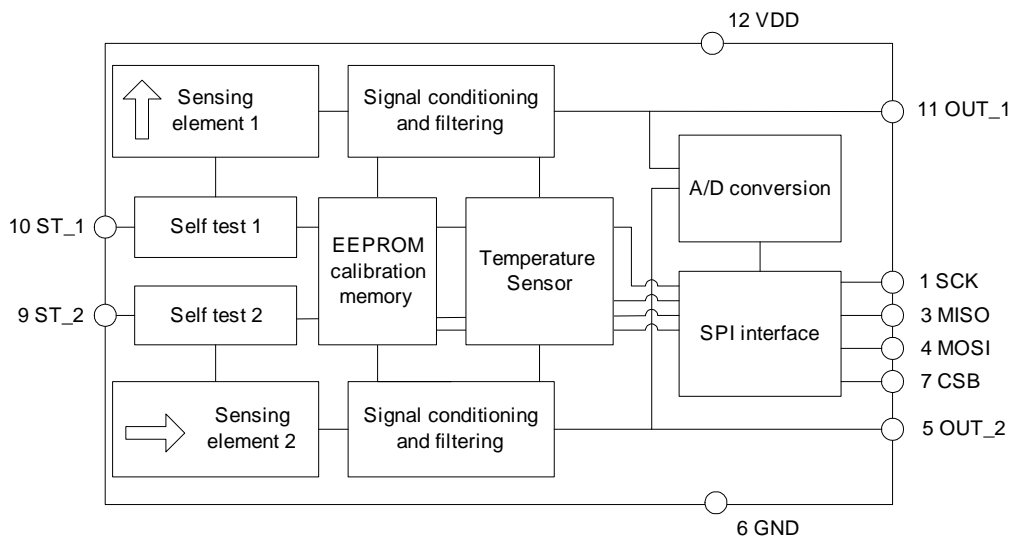 12 VDD
Sensing
element 1
Signal conditioning
and filtering
11 OUT_1
A/D conversion
10 ST_1
Self test 1
EEPROM
calibration
memory
Temperature
Sensor
9 ST_2
Self test 2
SPI interface
1 SCK
3 MISO
4 MOSI
7 CSB
Sensing
element 2
Signal conditioning
and filtering
5 OUT_2
6 GND